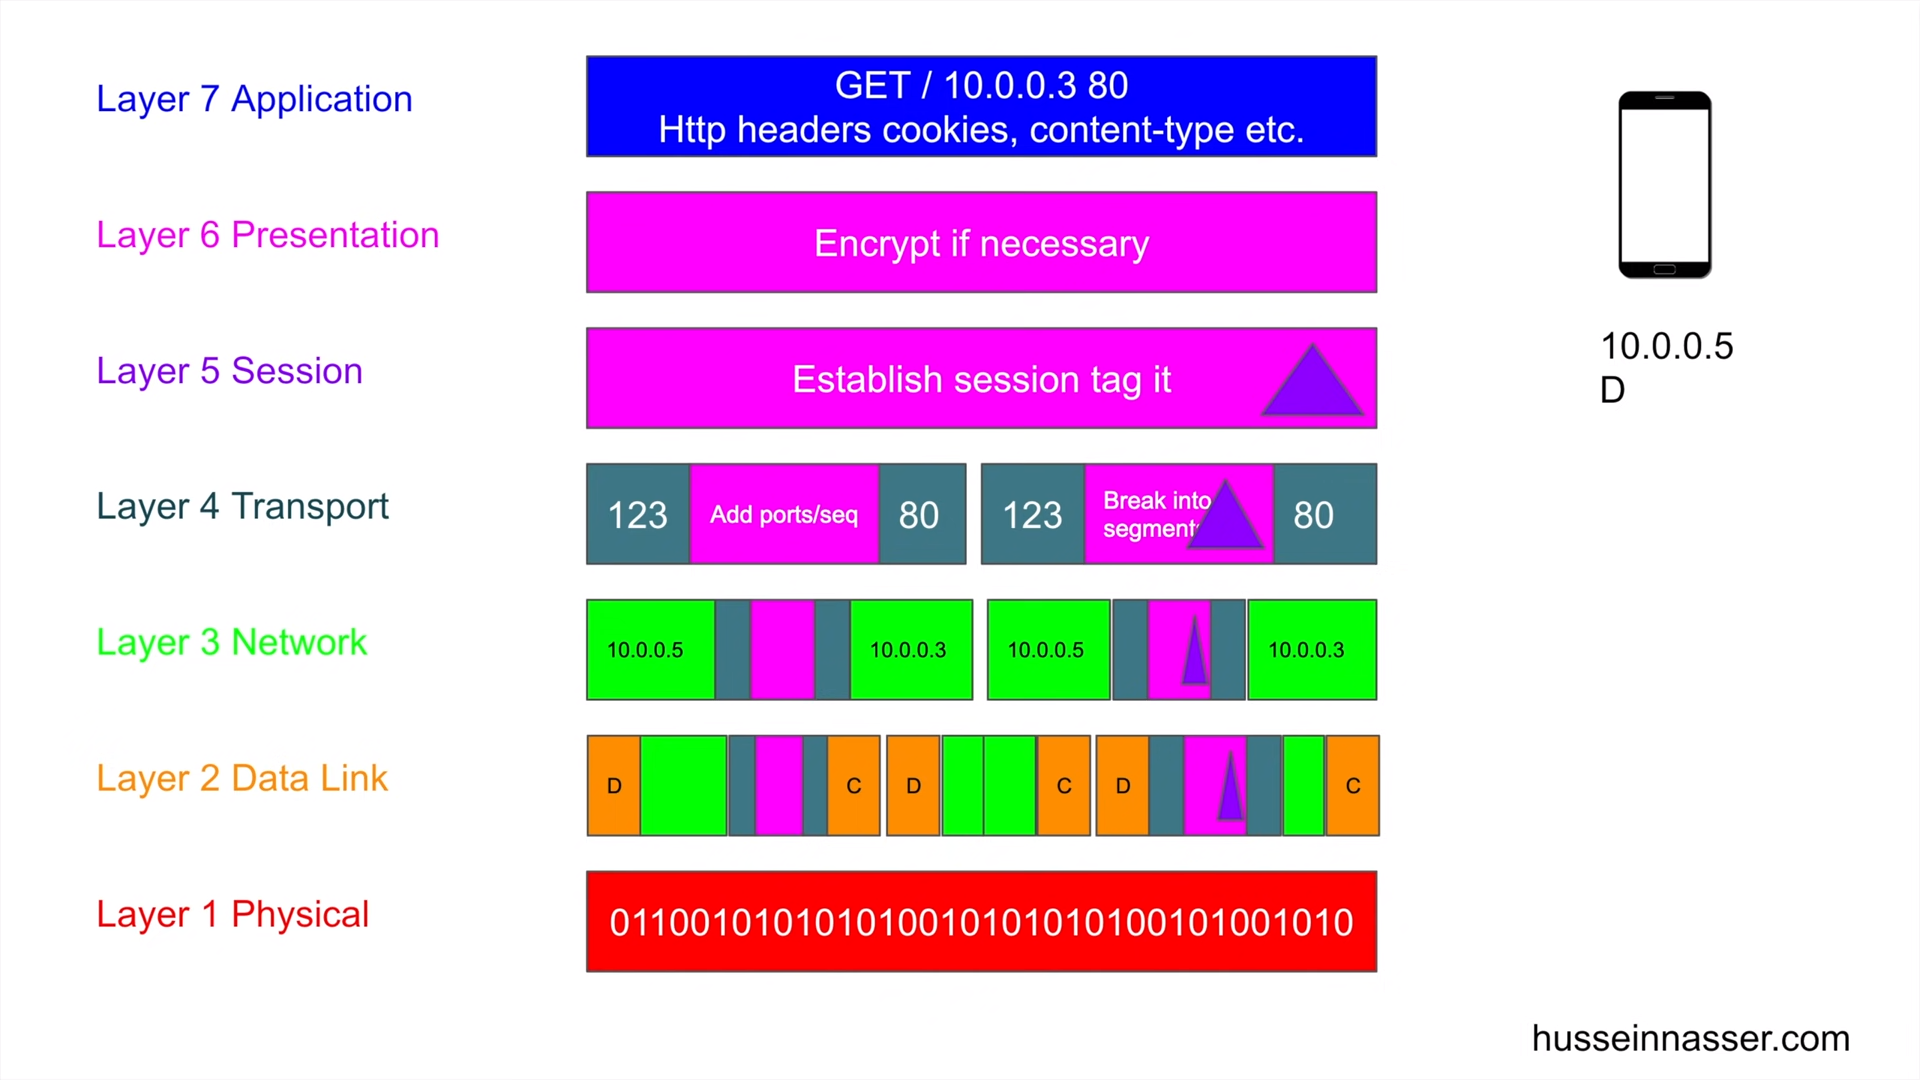 Layer 7 Application
GET / 10.0.0.3 80
Http headers cookies, content-type etc.
Layer 6 Presentation
Encrypt if necessary
Layer 5 Session
Establish session tag it
10.0.0.5
D
Layer 4 Transport
123 Add ports/seq 80 123 Break into 80
segments
Layer 3 Network
10.0.0.5 10.0.0.3 10.0.0.5 10.0.0.3
Layer 2 Data Link
D C D C D C
Layer 1 Physical
011001010101010010101010100101001010
husseinnasser.com